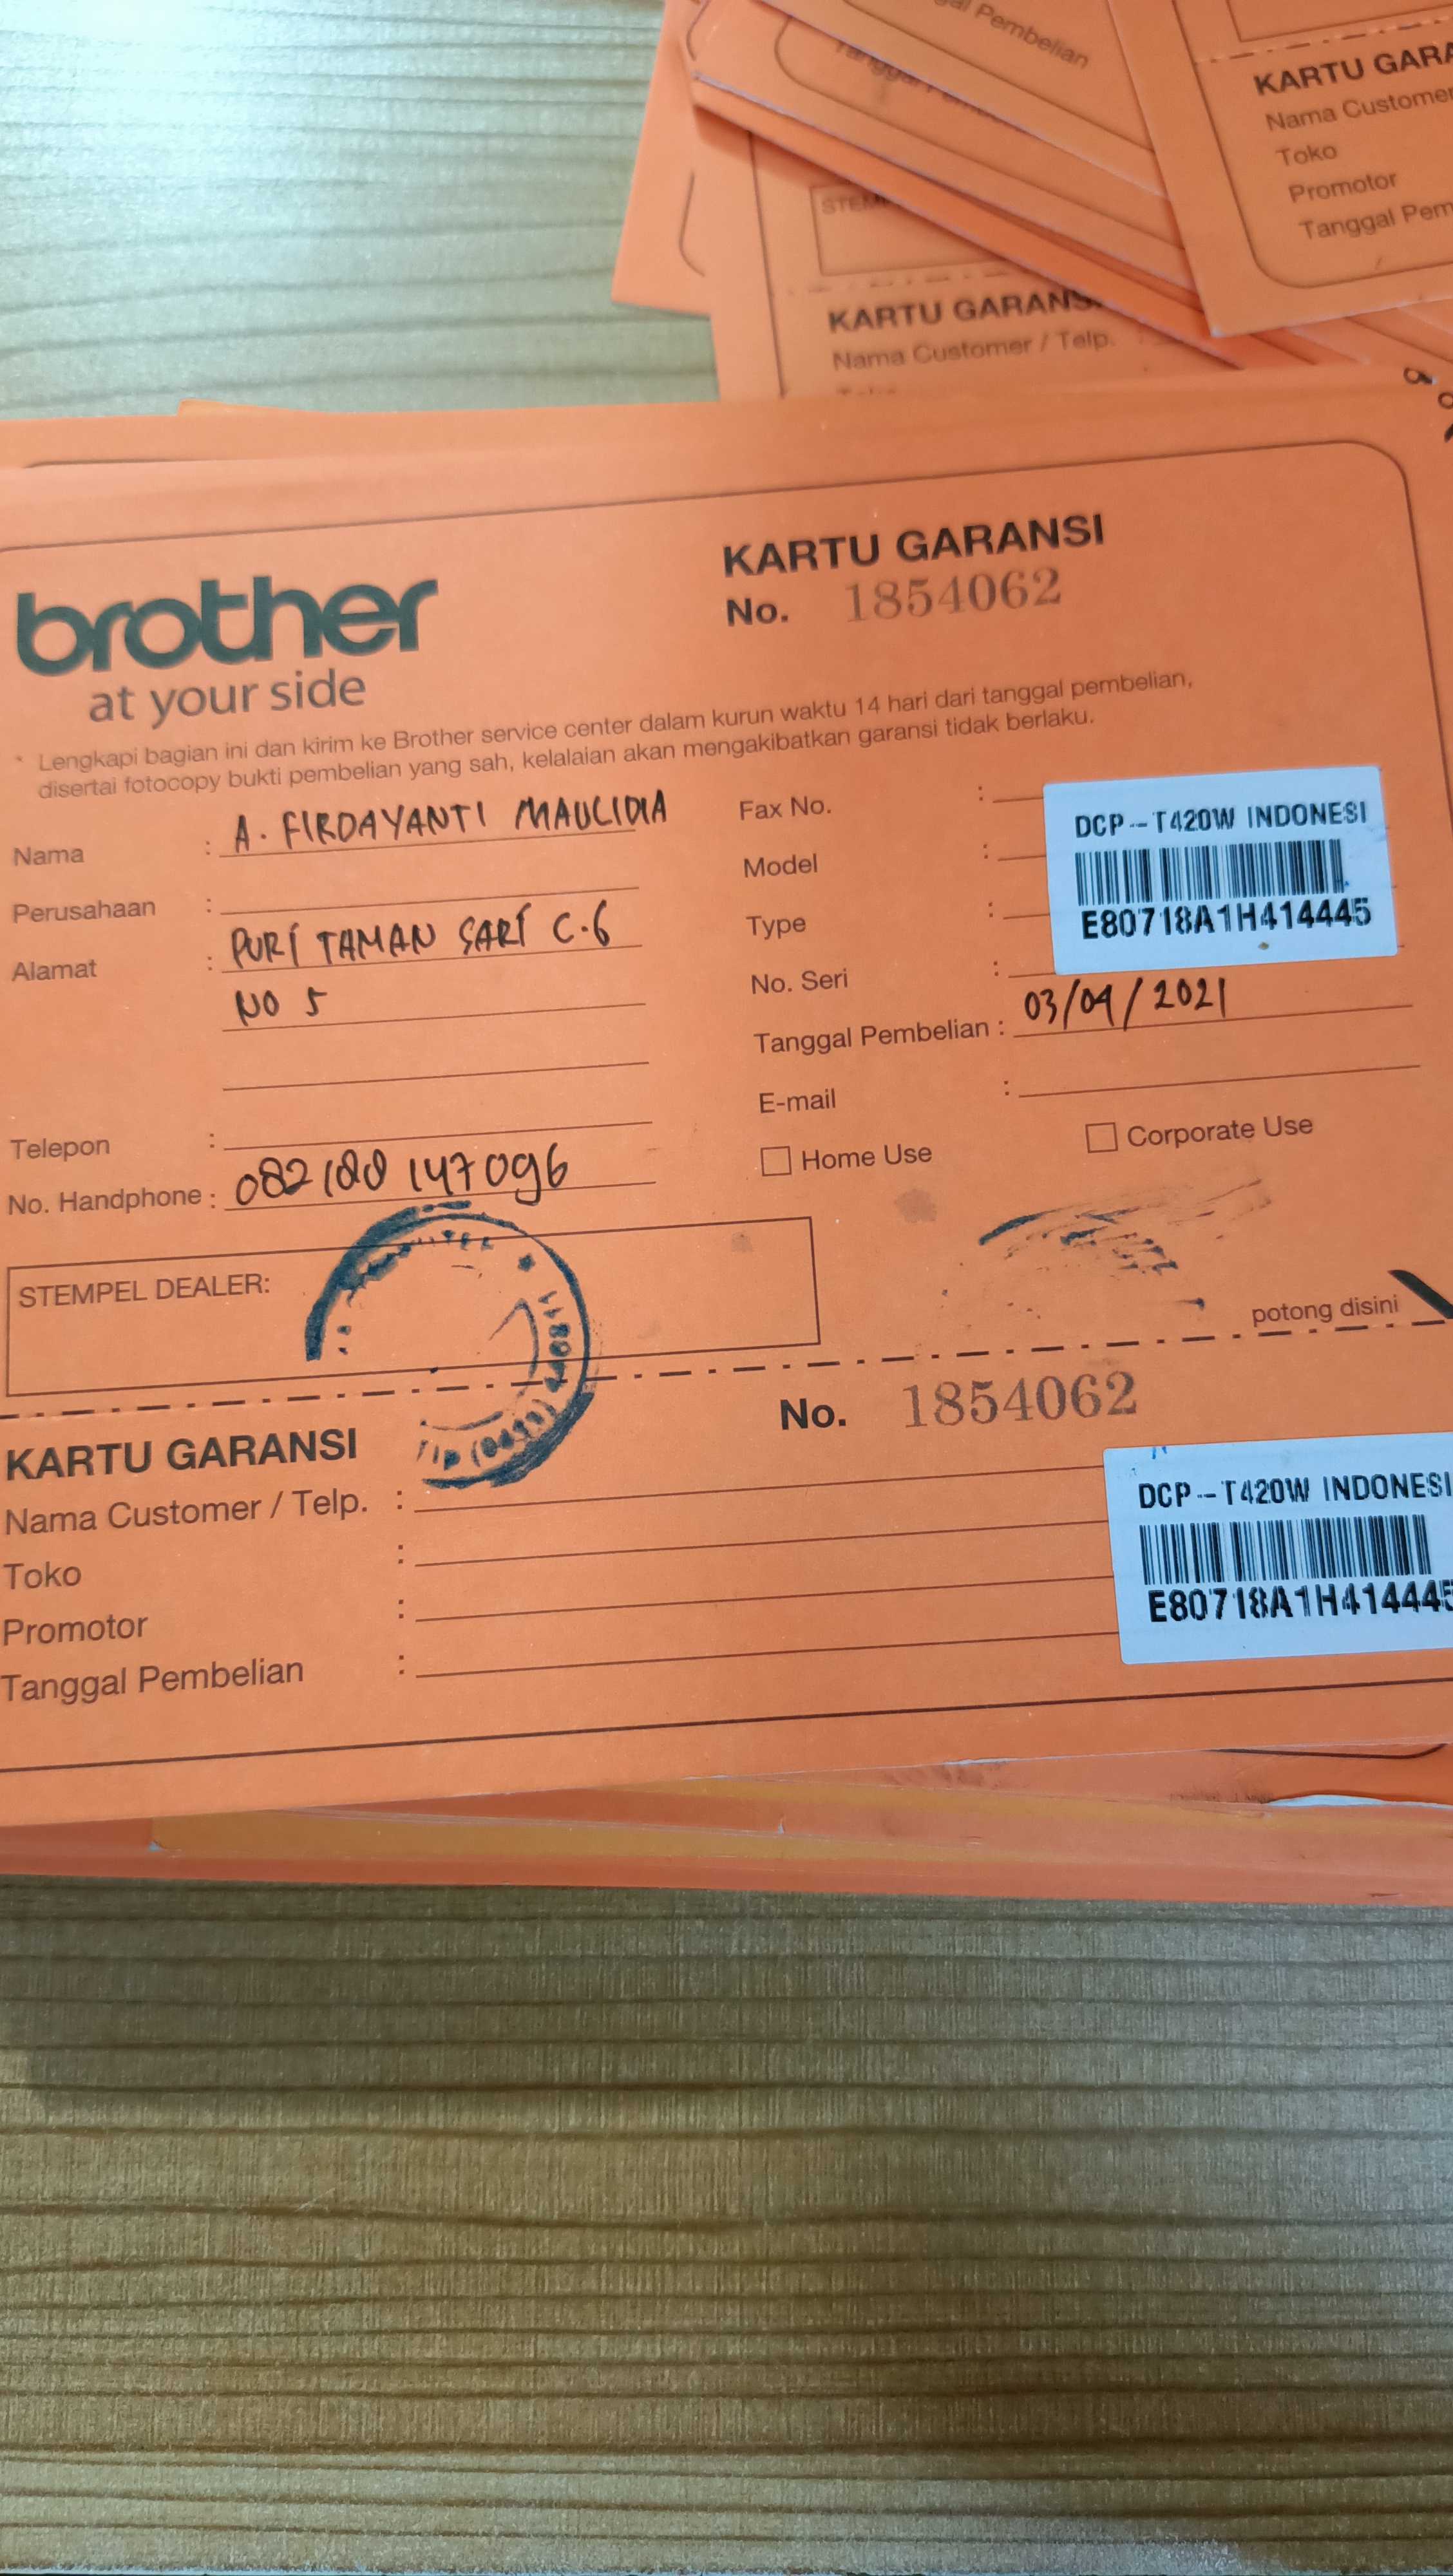 al Pembelian
KARTU GARA
Nama Customer
Toko
Promotor
Tanggal Pem
STEM
KARTU GARANS
Nama Customer / Telp.
brother
at your side
KARTU GARANSI
No. 1854062
* Lengkapi bagian ini dan kirim ke Brother service center dalam kurun waktu 14 hari dari tanggal pembelian,
disertai fotocopy bukti pembelian yang sah, kelalaian akan mengakibatkan garansi tidak berlaku.
Nama : A. FIRDAYANTI MAULIDIA
Perusahaan :
Alamat : PURI TAMAN SARI C.6
NO 5
Telepon :
No. Handphone : 082188147096
Fax No. :
Model :
Type :
No. Seri :
DCP-T420W INDONESI
E80718A1H414445
Tanggal Pembelian : 03/04/2021
E-mail :
Home Use
Corporate Use
STEMPEL DEALER:
potong disini
KARTU GARANSI
No. 1854062
Nama Customer / Telp. :
Toko :
Promotor :
Tanggal Pembelian :
DCP-T420W INDONESI
E80718A1H414445